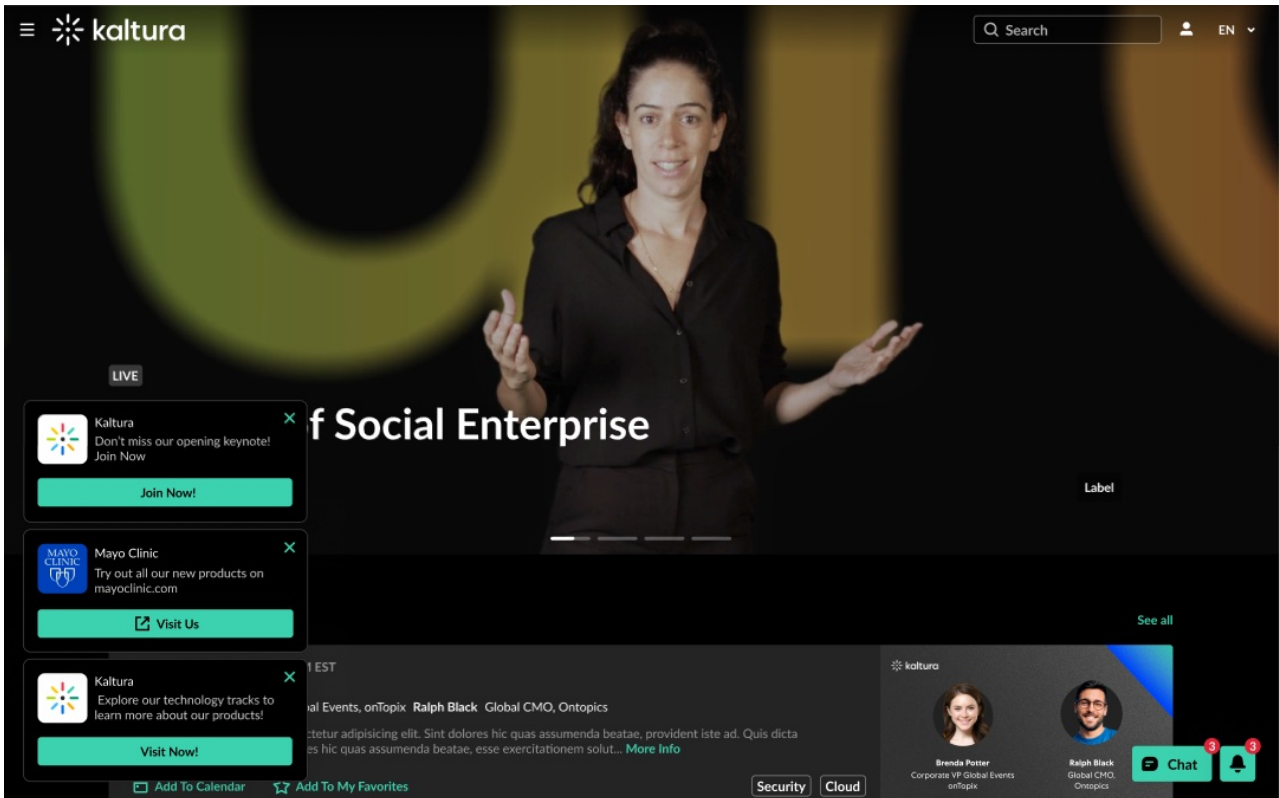 kaltura
Search
EN
LIVE
of Social Enterprise
Kaltura
Don't miss our opening keynote!
Join Now
Join Now!
Label
MAYO
CLINIC
Mayo Clinic
Try out all our new products on
mayoclinic.com
Visit Us
See all
Kaltura
Explore our technology tracks to
learn more about our products!
Visit Now!
EST
Events, onTopix Ralph Black Global CMO, Ontopics
adipisicing elit. Sint dolores hic quas assumenda beatae, provident iste ad. Quis dicta
hic quas assumenda beatae, esse exercitationem solut... More Info
Add To Calendar
Add To My Favorites
Security
Cloud
kaltura
Brenda Potter
Corporate VP Global Events
onTopix
Ralph Black
Global CMO,
Ontopics
Chat
3
3